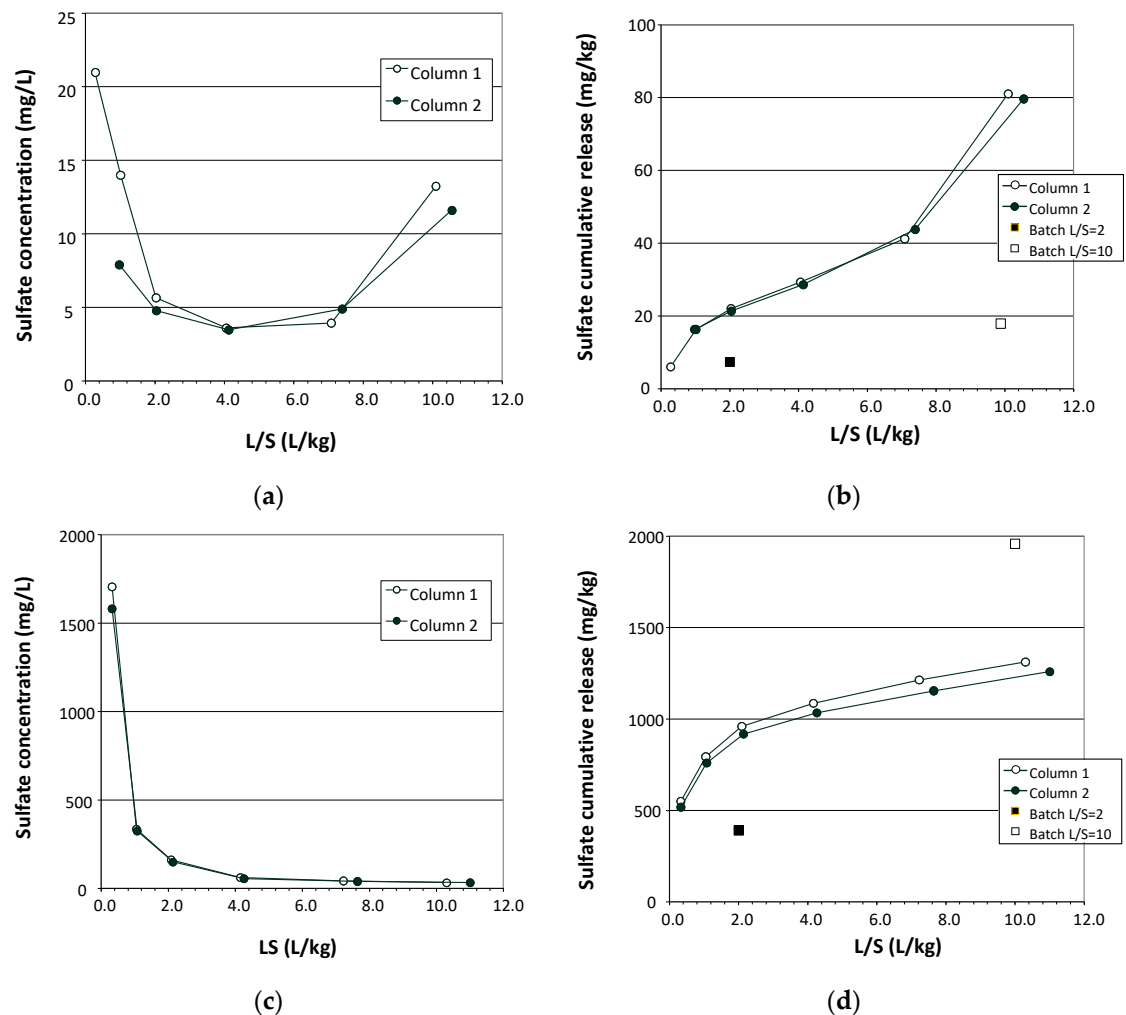 25
20
15
10
5
0
0.0 2.0 4.0 6.0 8.0 10.0 12.0
Sulfate concentration (mg/L)
L/S (L/kg)
Column 1
Column 2
(a)
100
80
60
40
20
0
0.0 2.0 4.0 6.0 8.0 10.0 12.0
Sulfate cumulative release (mg/kg)
L/S (L/kg)
Column 1
Column 2
Batch L/S=2
Batch L/S=10
(b)
2000
1500
1000
500
0
0.0 2.0 4.0 6.0 8.0 10.0 12.0
Sulfate concentration (mg/L)
LS (L/kg)
Column 1
Column 2
(c)
2000
1500
1000
500
0
0.0 2.0 4.0 6.0 8.0 10.0 12.0
Sulfate cumulative release (mg/kg)
L/S (L/kg)
Column 1
Column 2
Batch L/S=2
Batch L/S=10
(d)